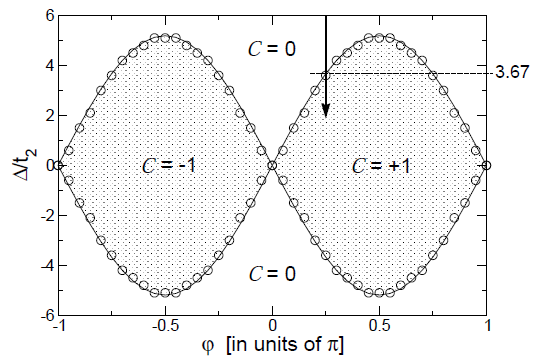 6
C = 0
4
3.67
2
Δ/t2
0
C = -1
C = +1
-2
-4
C = 0
-6
-1
-0.5
0
0.5
1
φ [in units of π]